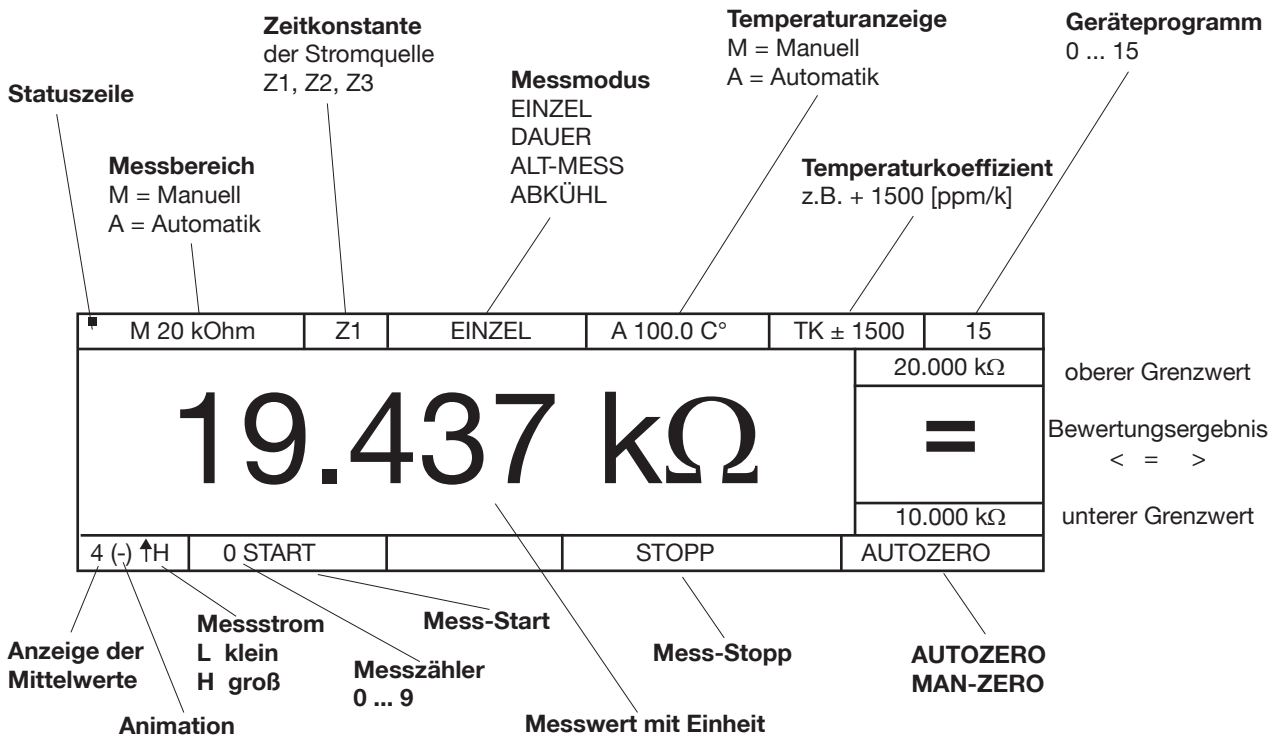 Zeitkonstante
der Stromquelle
Z1, Z2, Z3
Temperaturanzeige
M = Manuell
A = Automatik
Geräteprogramm
0 ... 15
Statuszeile
Messmodus
EINZEL
DAUER
ALT-MESS
ABKÜHL
Messbereich
M = Manuell
A = Automatik
Temperaturkoeffizient
z.B. + 1500 [ppm/k]
M 20 kOhm Z1 EINZEL A 100.0 C° TK ± 1500 15
20.000 kΩ oberer Grenzwert
19.437 kΩ
= Bewertungsergebnis
< = >
10.000 kΩ unterer Grenzwert
4 (-) ↑H 0 START STOPP AUTOZERO
Anzeige der
Mittelwerte
Animation
Messstrom
L klein
H groß
Mess-Start
Messzähler
0 ... 9
Messwert mit Einheit
Mess-Stopp
AUTOZERO
MAN-ZERO